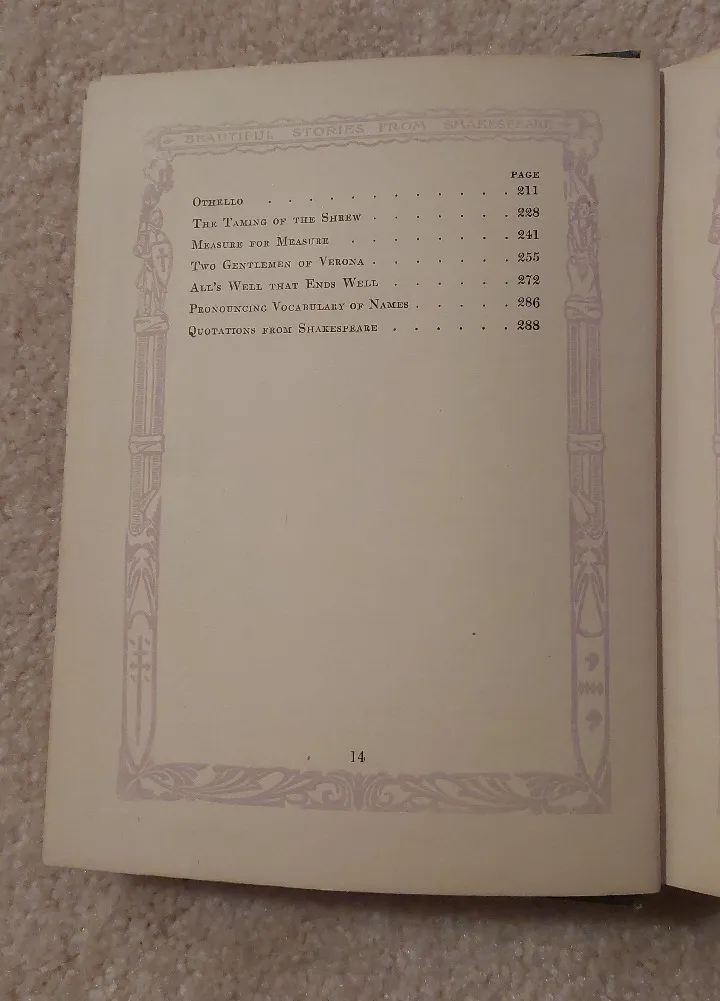 BEAUTIFUL STORIES FROM SHAKESPEARE
PAGE
OTHELLO . . . . . . . . . . . . 211
THE TAMING OF THE SHREW . . . . . . . 228
MEASURE FOR MEASURE . . . . . . . . 241
TWO GENTLEMEN OF VERONA . . . . . . . 255
ALL'S WELL THAT ENDS WELL . . . . . . 272
PRONOUNCING VOCABULARY OF NAMES . . . . . 286
QUOTATIONS FROM SHAKESPEARE . . . . . . 288
14